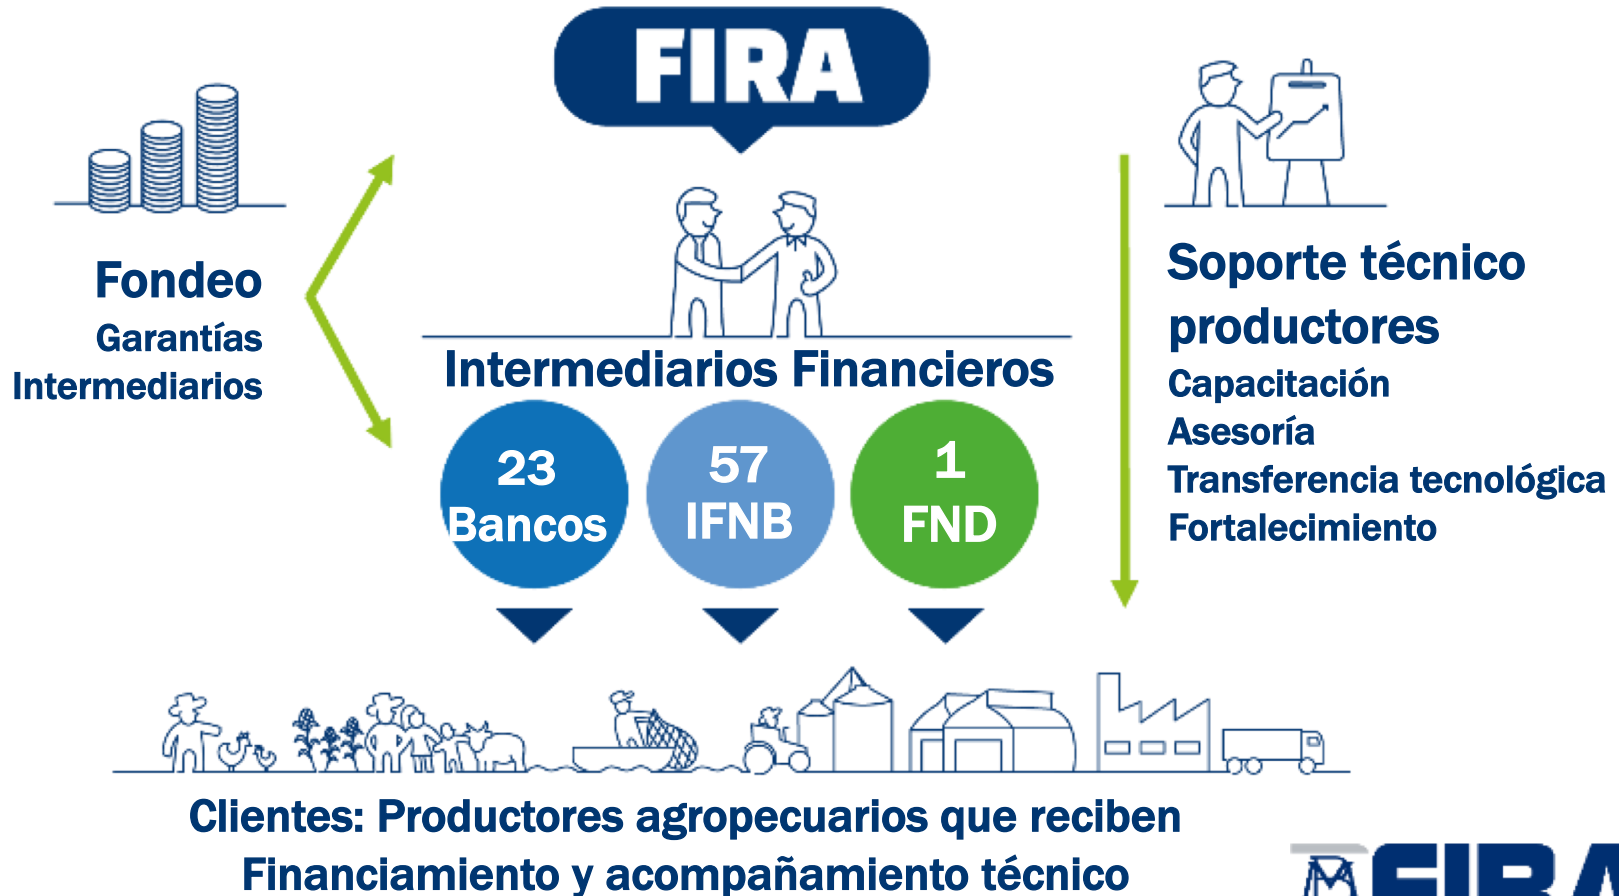 FIRA
Fondeo
Garantías
Intermediarios
Intermediarios Financieros
23
Bancos
57
IFNB
1
FND
Soporte técnico
productores
Capacitación
Asesoría
Transferencia tecnológica
Fortalecimiento
Clientes: Productores agropecuarios que reciben
Financiamiento y acompañamiento técnico
FIRA